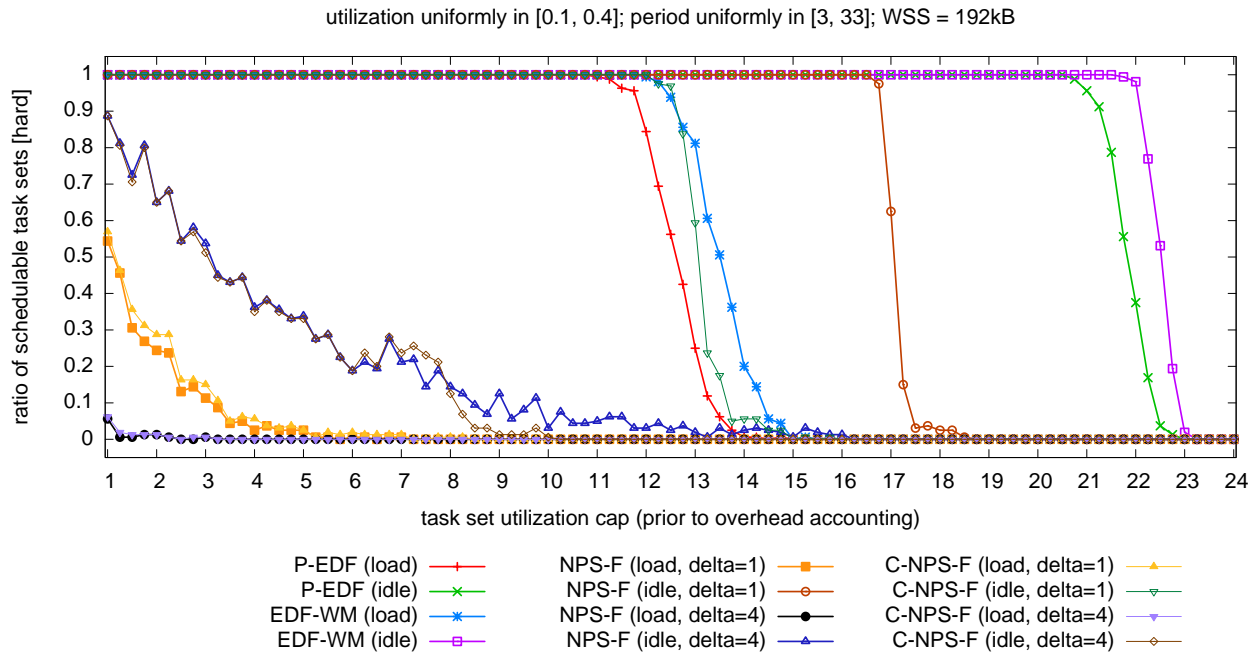 utilization uniformly in [0.1, 0.4]; period uniformly in [3, 33]; WSS = 192kB
ratio of schedulable task sets [hard]
1
0.9
0.8
0.7
0.6
0.5
0.4
0.3
0.2
0.1
0
1 2 3 4 5 6 7 8 9 10 11 12 13 14 15 16 17 18 19 20 21 22 23 24
task set utilization cap (prior to overhead accounting)
P-EDF (load)
P-EDF (idle)
EDF-WM (load)
EDF-WM (idle)
NPS-F (load, delta=1)
NPS-F (idle, delta=1)
NPS-F (load, delta=4)
NPS-F (idle, delta=4)
C-NPS-F (load, delta=1)
C-NPS-F (idle, delta=1)
C-NPS-F (load, delta=4)
C-NPS-F (idle, delta=4)